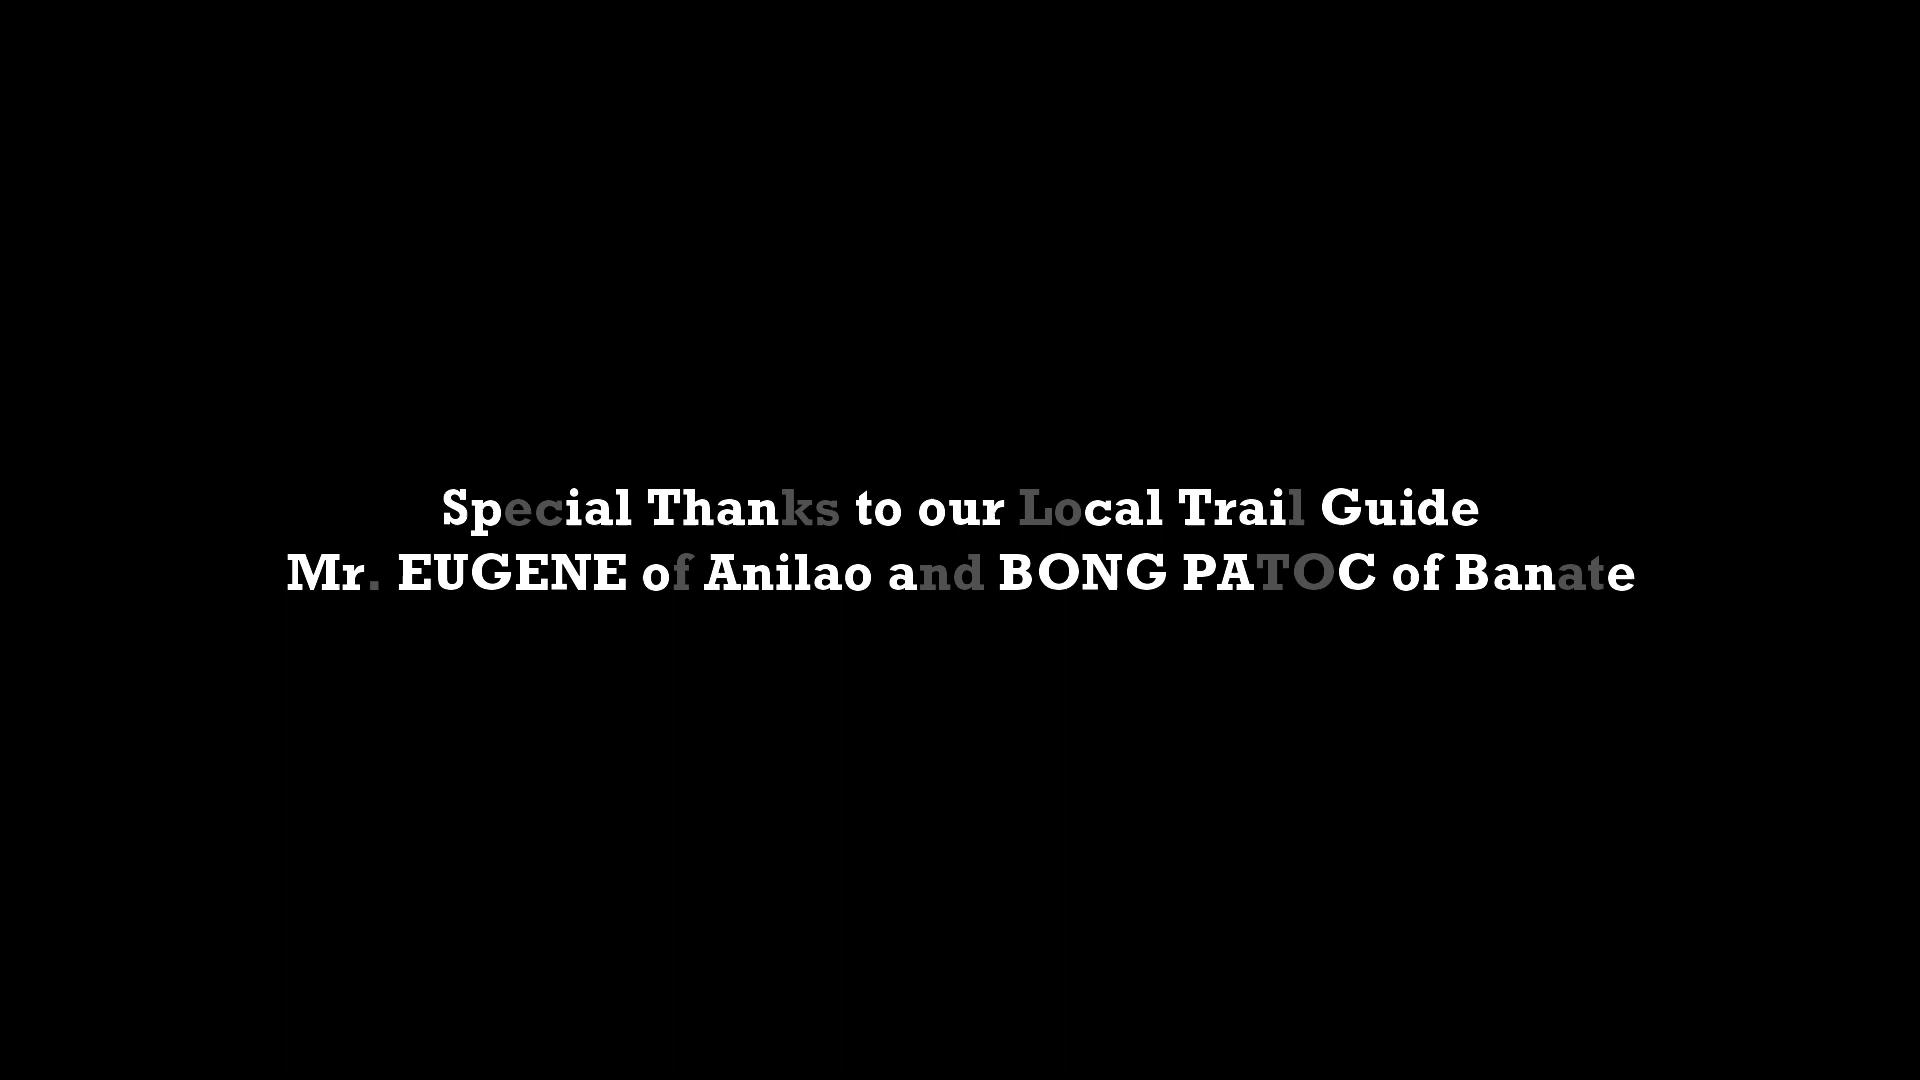 Special Thanks to our Local Trail Guide
Mr. EUGENE of Anilao and BONG PATOC of Banate